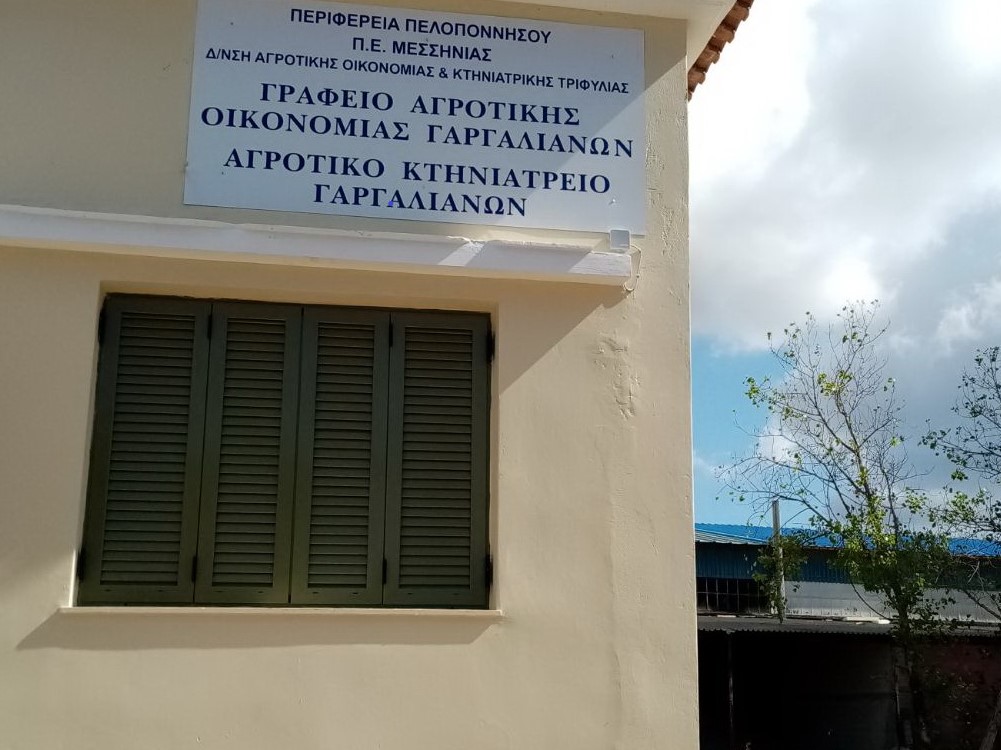 ΠΕΡΙΦΕΡΕΙΑ ΠΕΛΟΠΟΝΝΗΣΟΥ
Π.Ε. ΜΕΣΣΗΝΙΑΣ
Δ/ΝΣΗ ΑΓΡΟΤΙΚΗΣ ΟΙΚΟΝΟΜΙΑΣ & ΚΤΗΝΙΑΤΡΙΚΗΣ ΤΡΙΦΥΛΙΑΣ
ΓΡΑΦΕΙΟ ΑΓΡΟΤΙΚΗΣ
ΟΙΚΟΝΟΜΙΑΣ ΓΑΡΓΑΛΙΑΝΩΝ
ΑΓΡΟΤΙΚΟ ΚΤΗΝΙΑΤΡΕΙΟ
ΓΑΡΓΑΛΙΑΝΩΝ